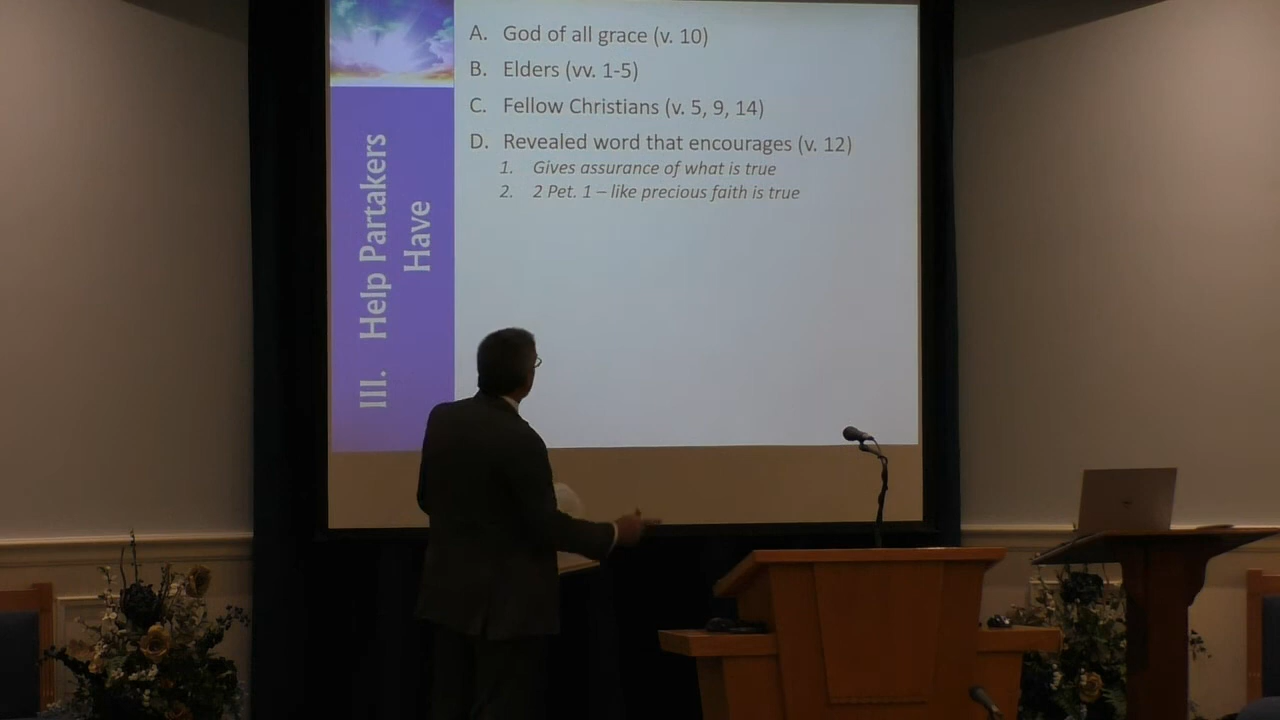 III. Help Partakers
Have
A. God of all grace (v. 10)
B. Elders (vv. 1-5)
C. Fellow Christians (v. 5, 9, 14)
D. Revealed word that encourages (v. 12)
1. Gives assurance of what is true
2. 2 Pet. 1 – like precious faith is true